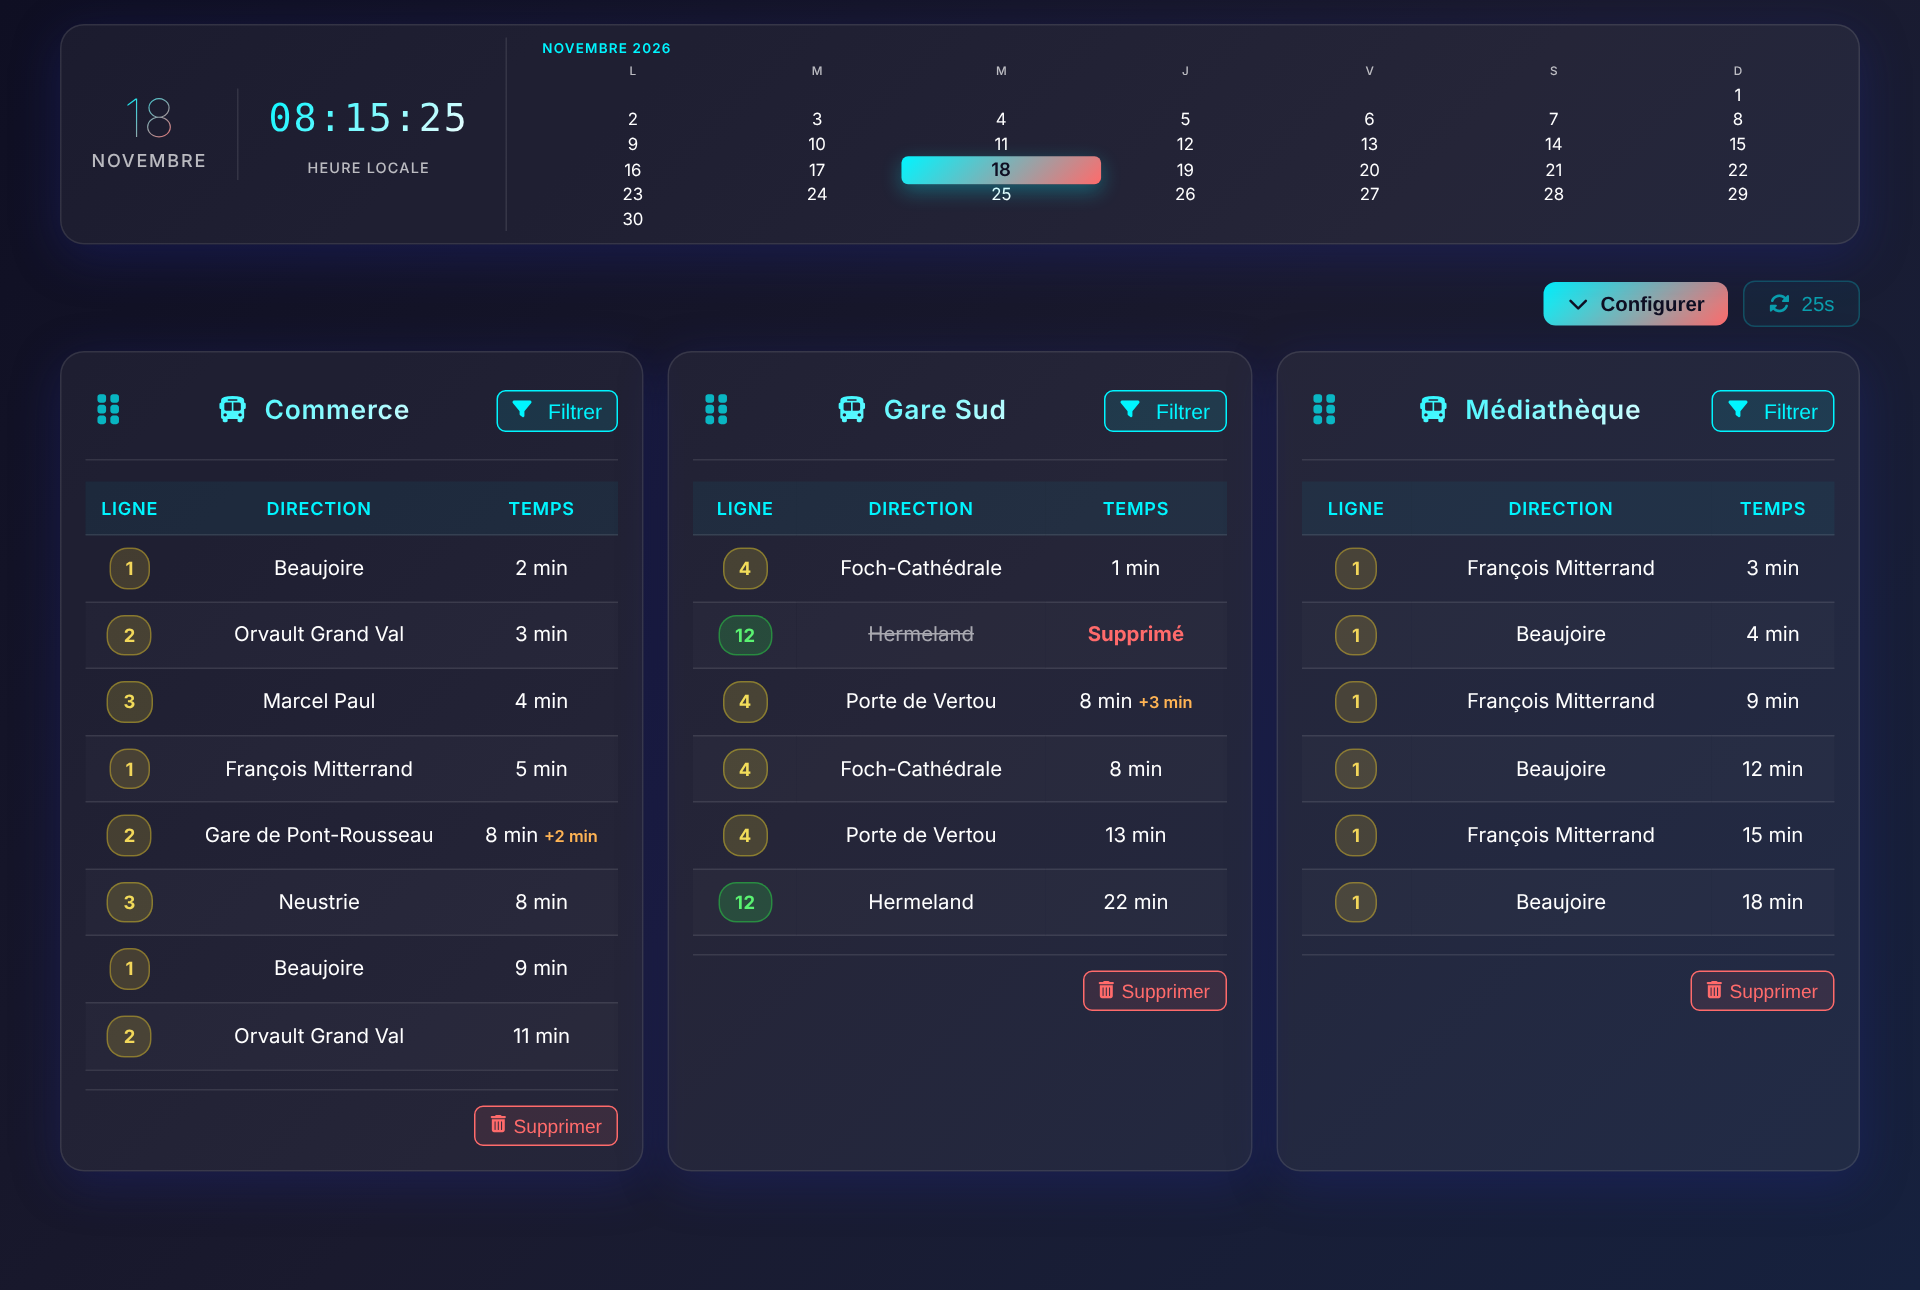 18
NOVEMBRE
08:15:25
HEURE LOCALE
NOVEMBRE 2026
L M M J V S D
1
2 3 4 5 6 7 8
9 10 11 12 13 14 15
16 17 18 19 20 21 22
23 24 25 26 27 28 29
30
Configurer
25s
Commerce
Filtrer
LIGNE DIRECTION TEMPS
1 Beaujoire 2 min
2 Orvault Grand Val 3 min
3 Marcel Paul 4 min
1 François Mitterrand 5 min
2 Gare de Pont-Rousseau 8 min +2 min
3 Neustrie 8 min
1 Beaujoire 9 min
2 Orvault Grand Val 11 min
Supprimer
Gare Sud
Filtrer
LIGNE DIRECTION TEMPS
4 Foch-Cathédrale 1 min
12 Hermeland Supprimé
4 Porte de Vertou 8 min +3 min
4 Foch-Cathédrale 8 min
4 Porte de Vertou 13 min
12 Hermeland 22 min
Supprimer
Médiathèque
Filtrer
LIGNE DIRECTION TEMPS
1 François Mitterrand 3 min
1 Beaujoire 4 min
1 François Mitterrand 9 min
1 Beaujoire 12 min
1 François Mitterrand 15 min
1 Beaujoire 18 min
Supprimer